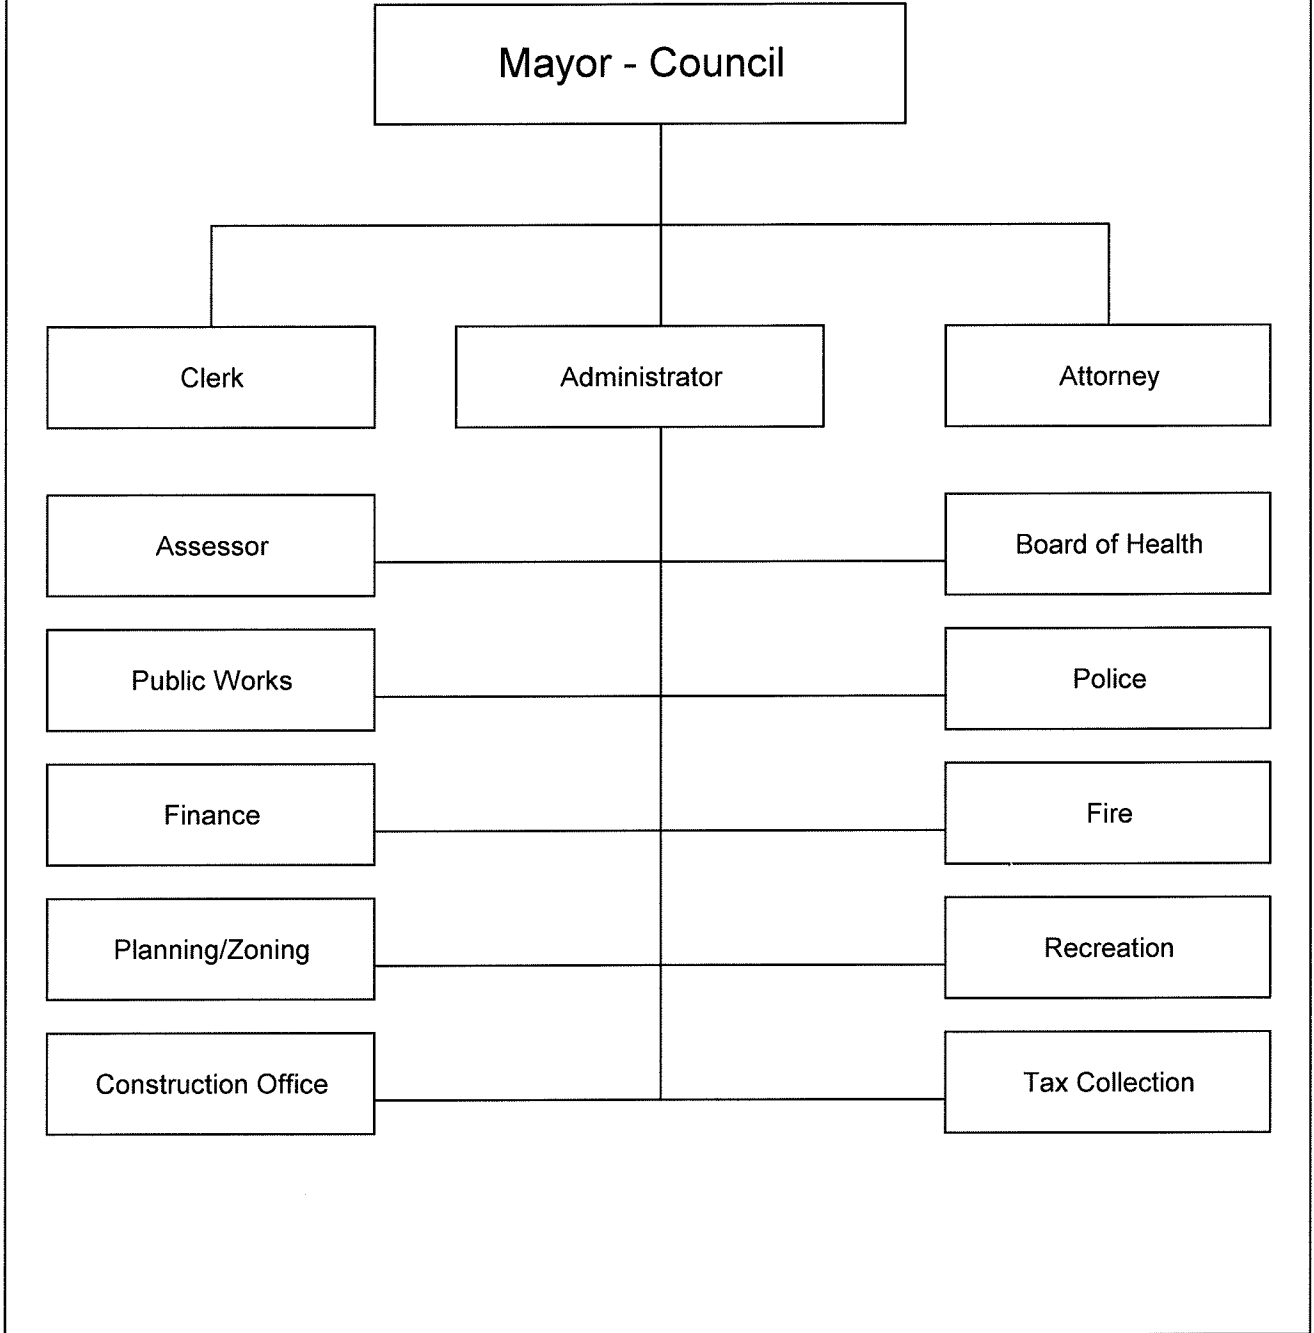 Mayor - Council
Clerk
Administrator
Attorney
Assessor
Board of Health
Public Works
Police
Finance
Fire
Planning/Zoning
Recreation
Construction Office
Tax Collection